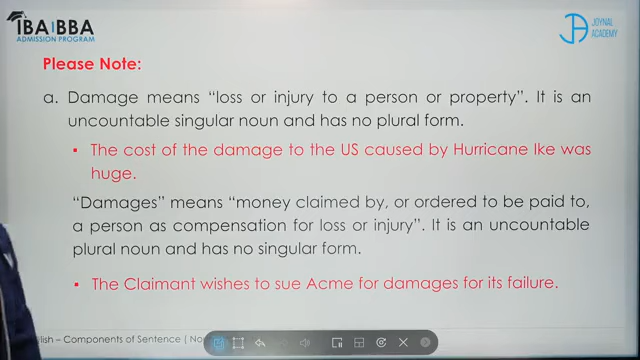 IBA|BBA
ADMISSION PROGRAM
JOYNAL
ACADEMY
Please Note:
a. Damage means “loss or injury to a person or property”. It is an
uncountable singular noun and has no plural form.
▪ The cost of the damage to the US caused by Hurricane Ike was
huge.
“Damages” means “money claimed by, or ordered to be paid to,
a person as compensation for loss or injury”. It is an uncountable
plural noun and has no singular form.
▪ The Claimant wishes to sue Acme for damages for its failure.
– Components of Sentence